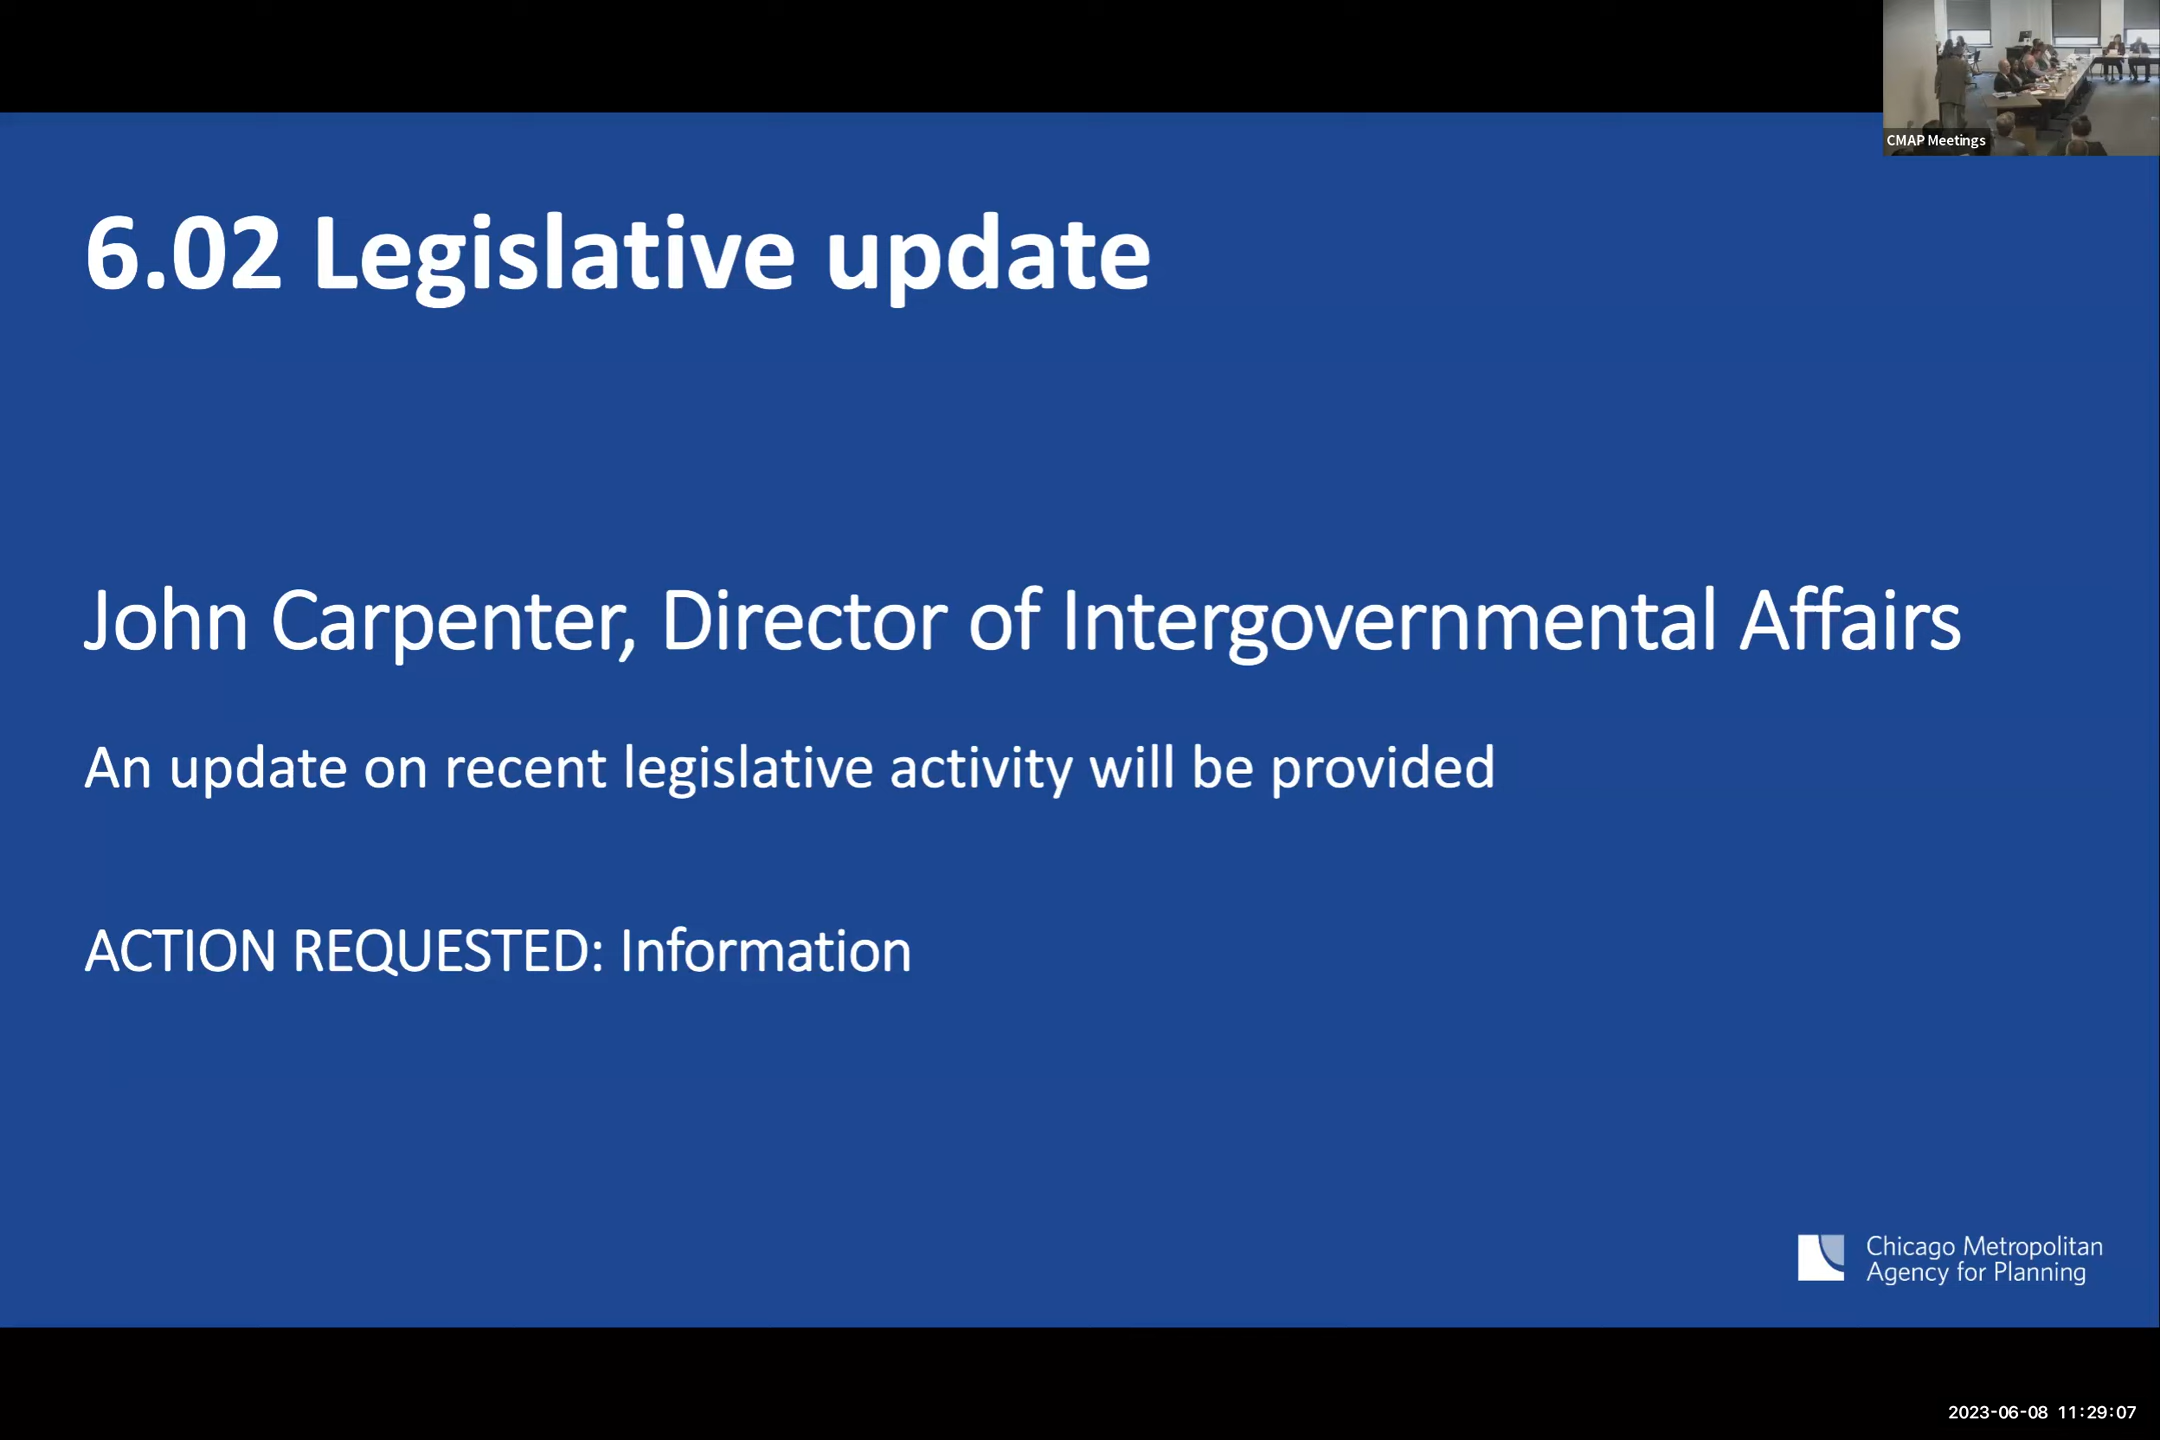 CMAP Meetings
6.02 Legislative update
John Carpenter, Director of Intergovernmental Affairs
An update on recent legislative activity will be provided
ACTION REQUESTED: Information
Chicago Metropolitan
Agency for Planning
2023-06-08 11:29:07